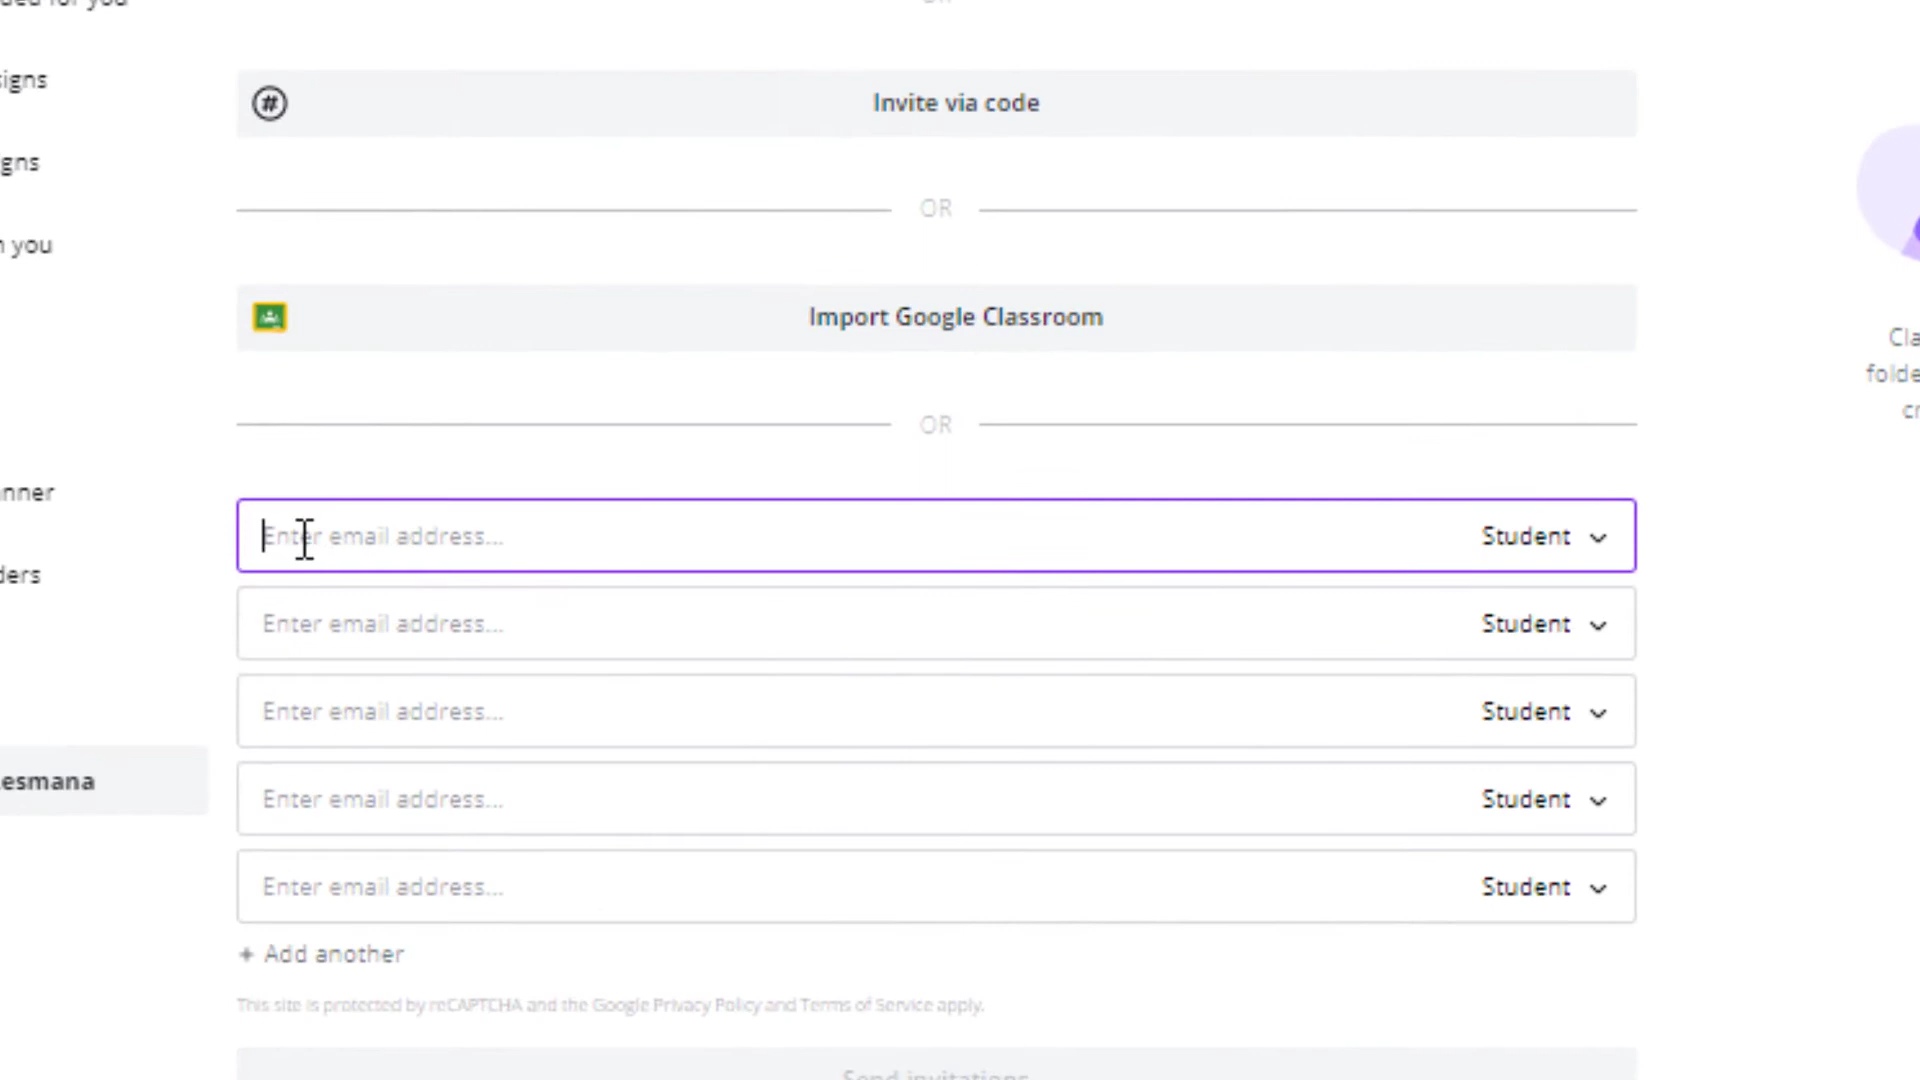 you
signs
Invite via code
gns
OR
n you
Import Google Classroom
Cla
folde
cr
OR
nner
Enter email address...
Student
ders
Enter email address...
Student
Enter email address...
Student
esmana
Enter email address...
Student
Enter email address...
Student
+ Add another
This site is protected by reCAPTCHA and the Google Privacy Policy and Terms of Service apply.
Send invitations